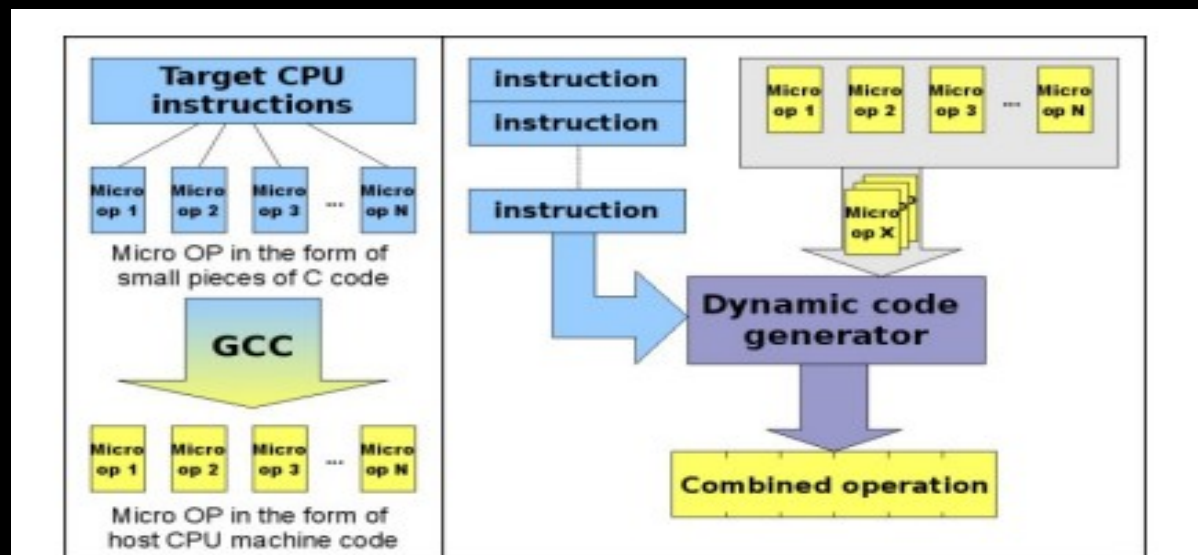 Target CPU
instructions
Micro
op 1
Micro
op 2
Micro
op 3
...
Micro
op N
Micro OP in the form of
small pieces of C code
GCC
Micro
op 1
Micro
op 2
Micro
op 3
...
Micro
op N
Micro OP in the form of
host CPU machine code
instruction
instruction
instruction
Micro
op 1
Micro
op 2
Micro
op 3
...
Micro
op N
Micro
op X
Dynamic code
generator
Combined operation